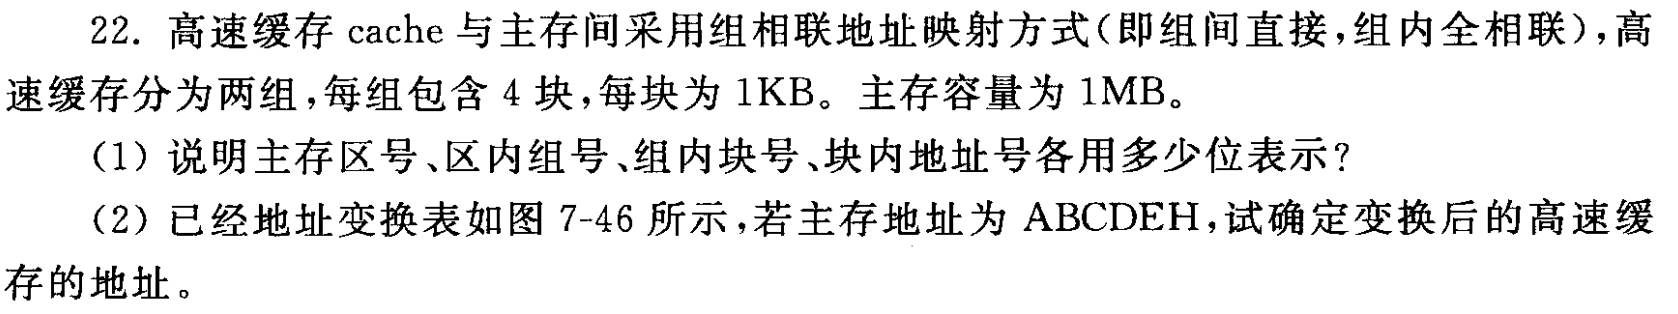 22. 高速缓存 cache 与主存间采用组相联地址映射方式(即组间直接,组内全相联),高
速缓存分为两组,每组包含 4 块,每块为 1KB。主存容量为 1MB。
(1) 说明主存区号、区内组号、组内块号、块内地址号各用多少位表示?
(2) 已经地址变换表如图 7-46 所示,若主存地址为 ABCDEH,试确定变换后的高速缓
存的地址。